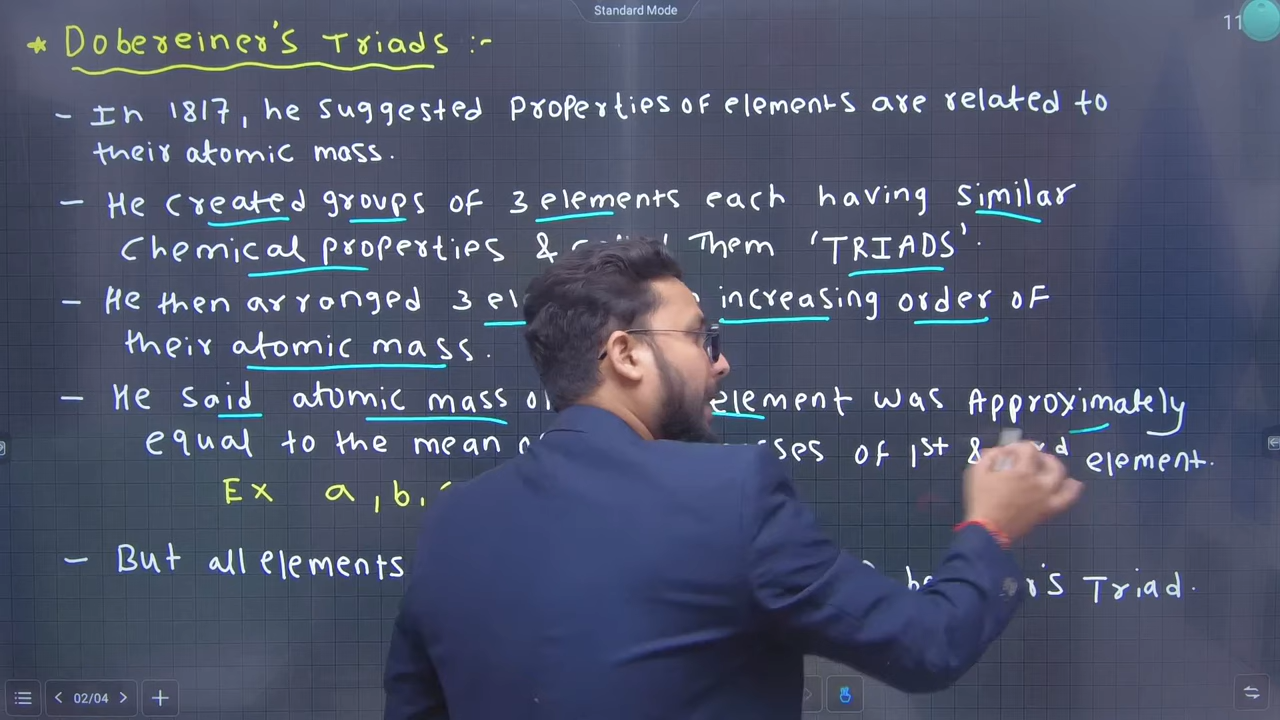 Standard Mode
11
* Dobereiner's Triads :-
- In 1817, he suggested properties of elements are related to
their atomic mass.
- He created groups of 3 elements each having similar
Chemical properties & Them 'TRIADS'.
- He then arranged 3 increasing order of
their atomic mass.
- He said atomic mass element was Approximately
equal to the mean of 1st & element.
Ex a, b,
- But all elements Triad.
02/04